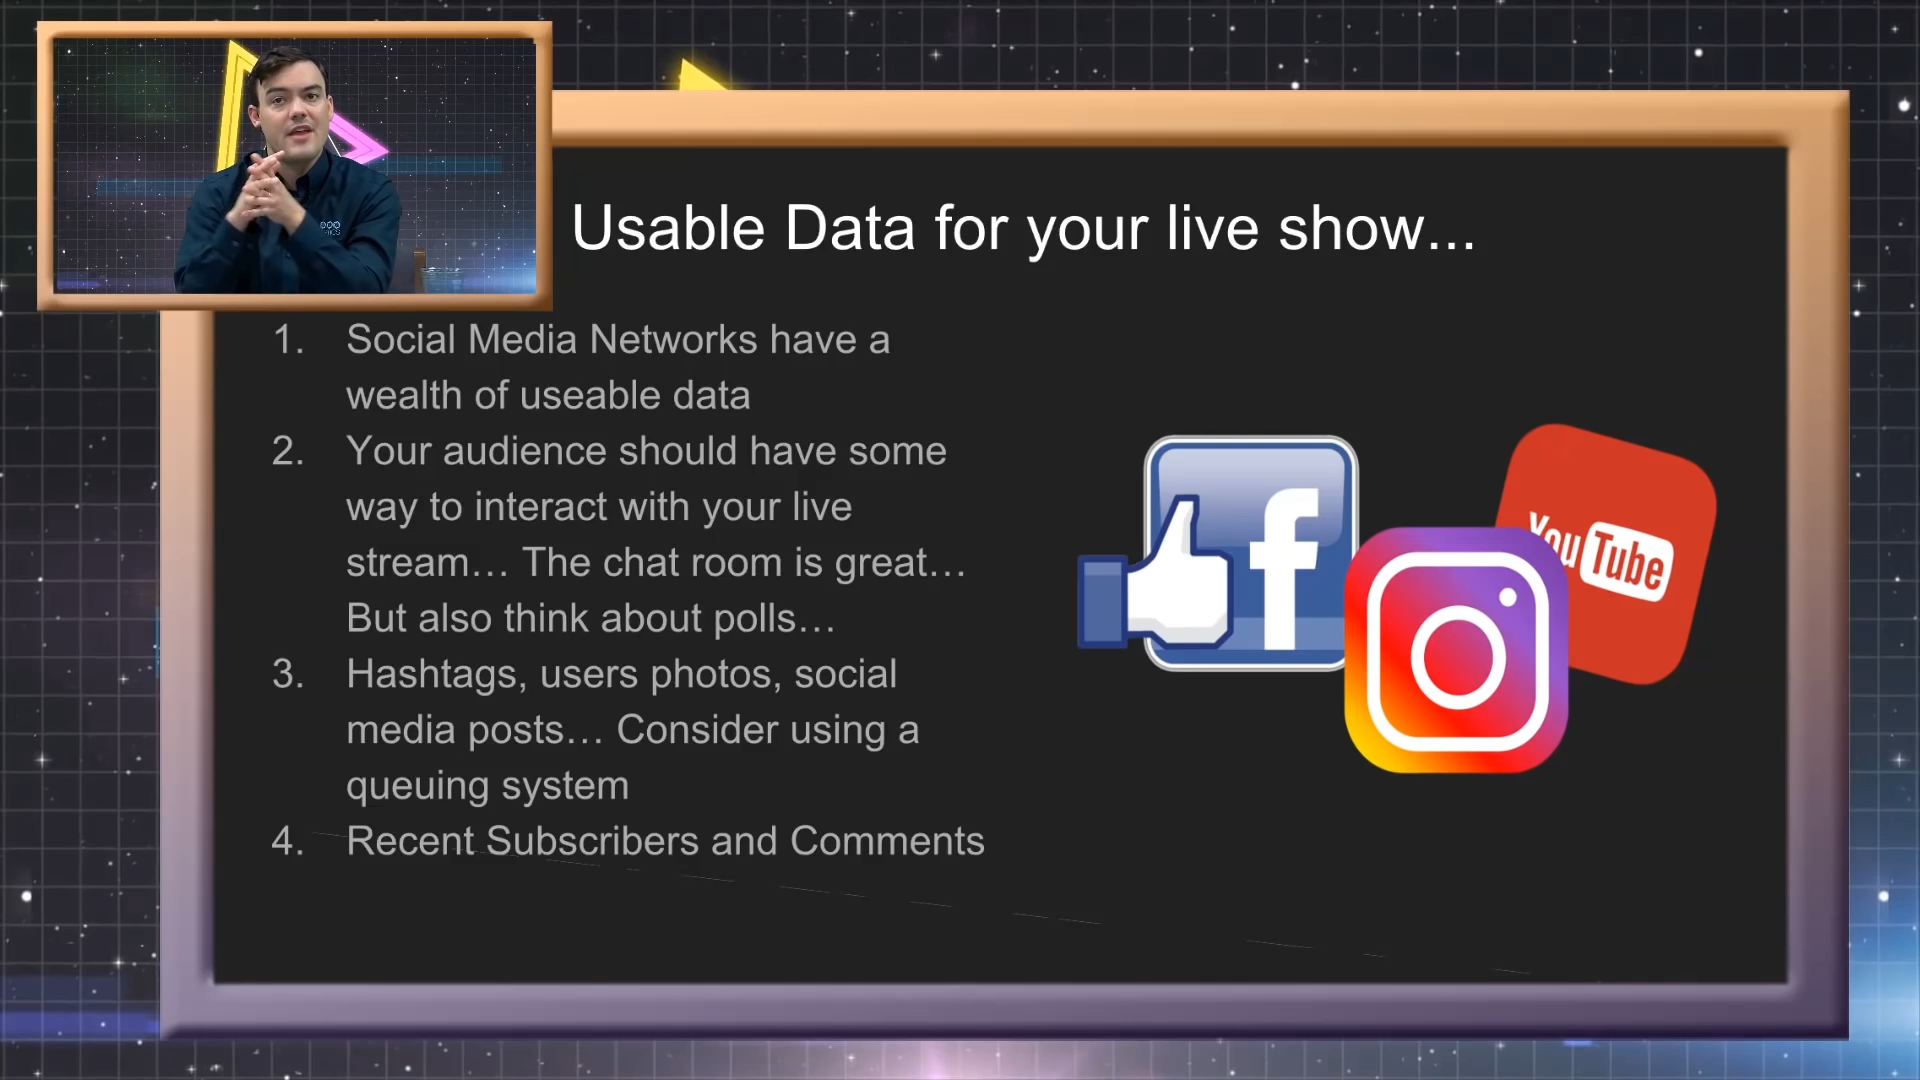 Usable Data for your live show...
1. Social Media Networks have a
wealth of useable data
2. Your audience should have some
way to interact with your live
stream… The chat room is great…
But also think about polls…
3. Hashtags, users photos, social
media posts… Consider using a
queuing system
4. Recent Subscribers and Comments
f
You Tube